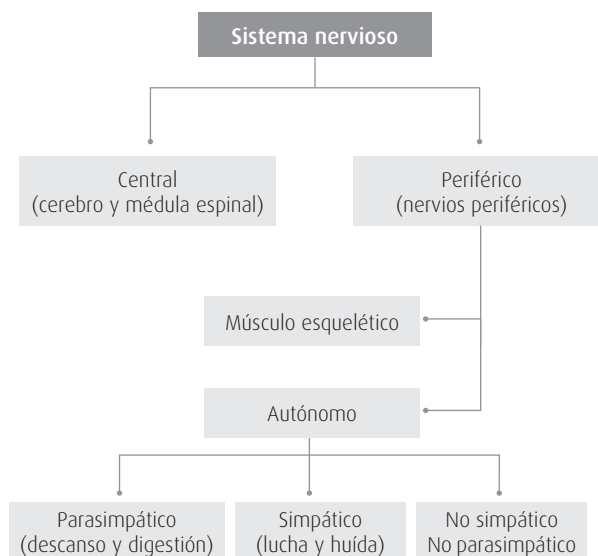 Sistema nervioso
Central
(cerebro y médula espinal)
Periférico
(nervios periféricos)
Músculo esquelético
Autónomo
Parasimpático
(descanso y digestión)
Simpático
(lucha y huída)
No simpático
No parasimpático